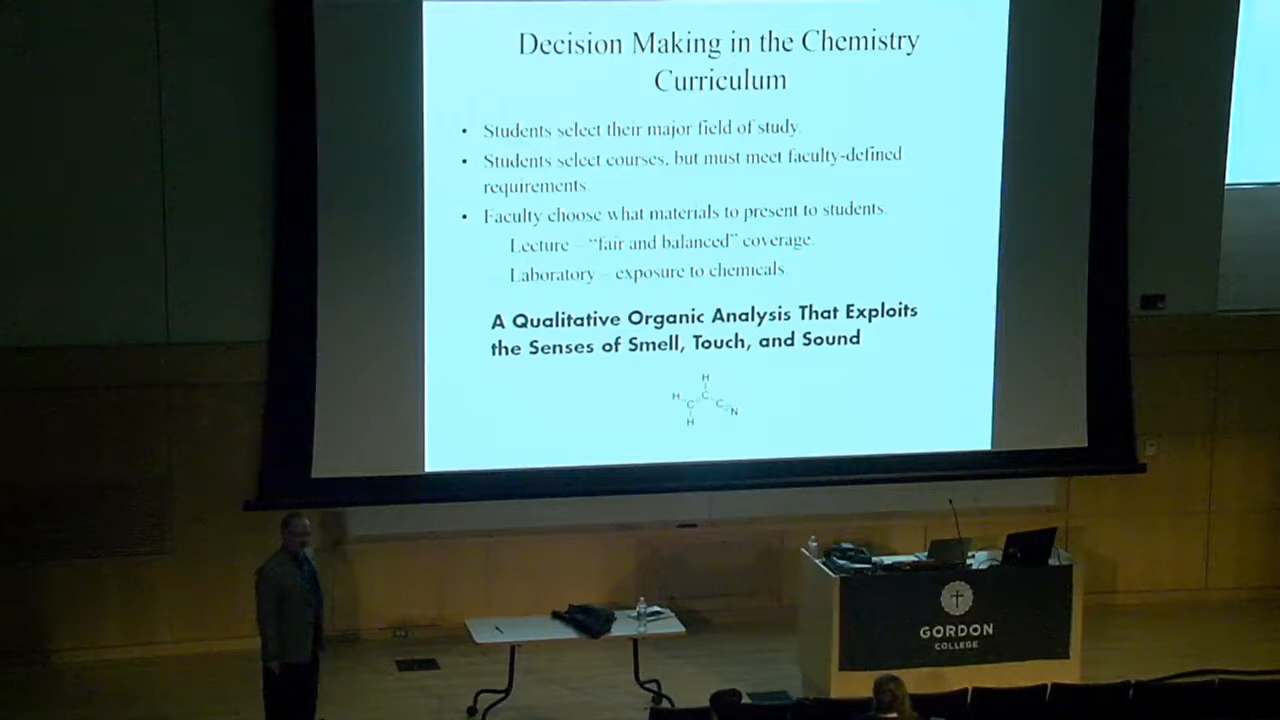 Decision Making in the Chemistry
Curriculum
• Students select their major field of study.
• Students select courses, but must meet faculty-defined
requirements.
• Faculty choose what materials to present to students.
Lecture – “fair and balanced” coverage.
– Laboratory – exposure to chemicals.
A Qualitative Organic Analysis That Exploits
the Senses of Smell, Touch, and Sound
H
H C C C N
H
GORDON
COLLEGE